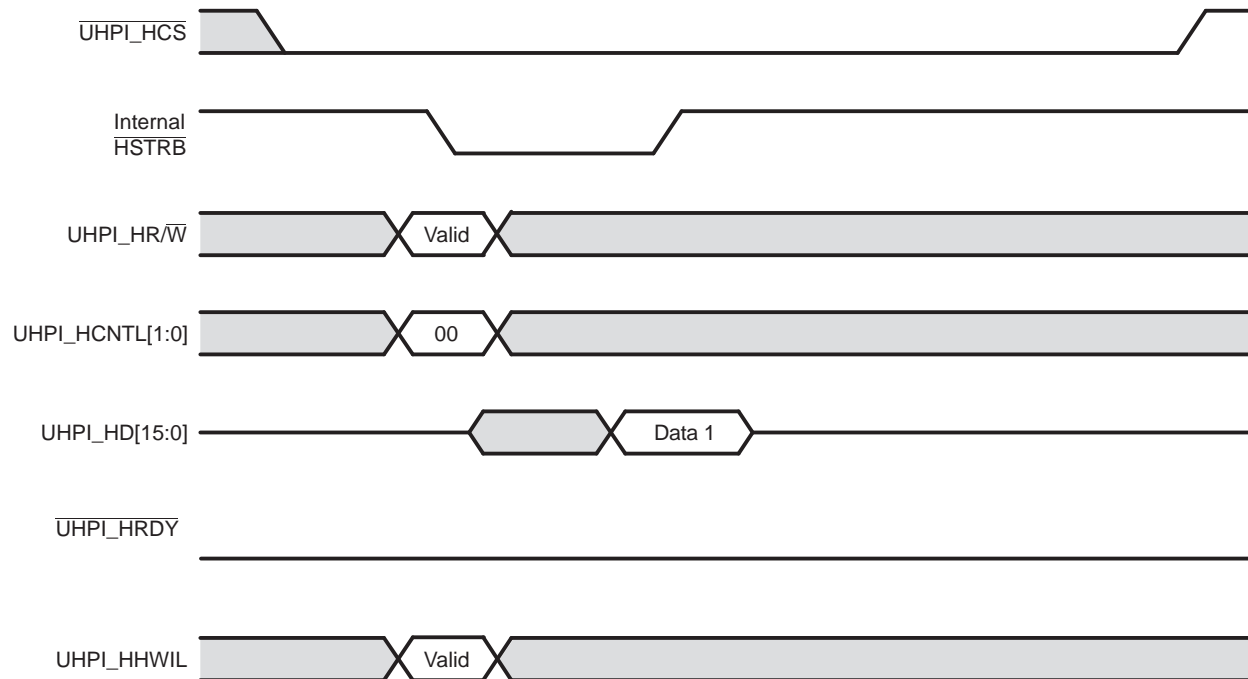 UHPI_HCS
Internal
HSTRB
UHPI_HR/W
Valid
UHPI_HCNTL[1:0]
00
UHPI_HD[15:0]
Data 1
UHPI_HRDY
UHPI_HHWIL
Valid